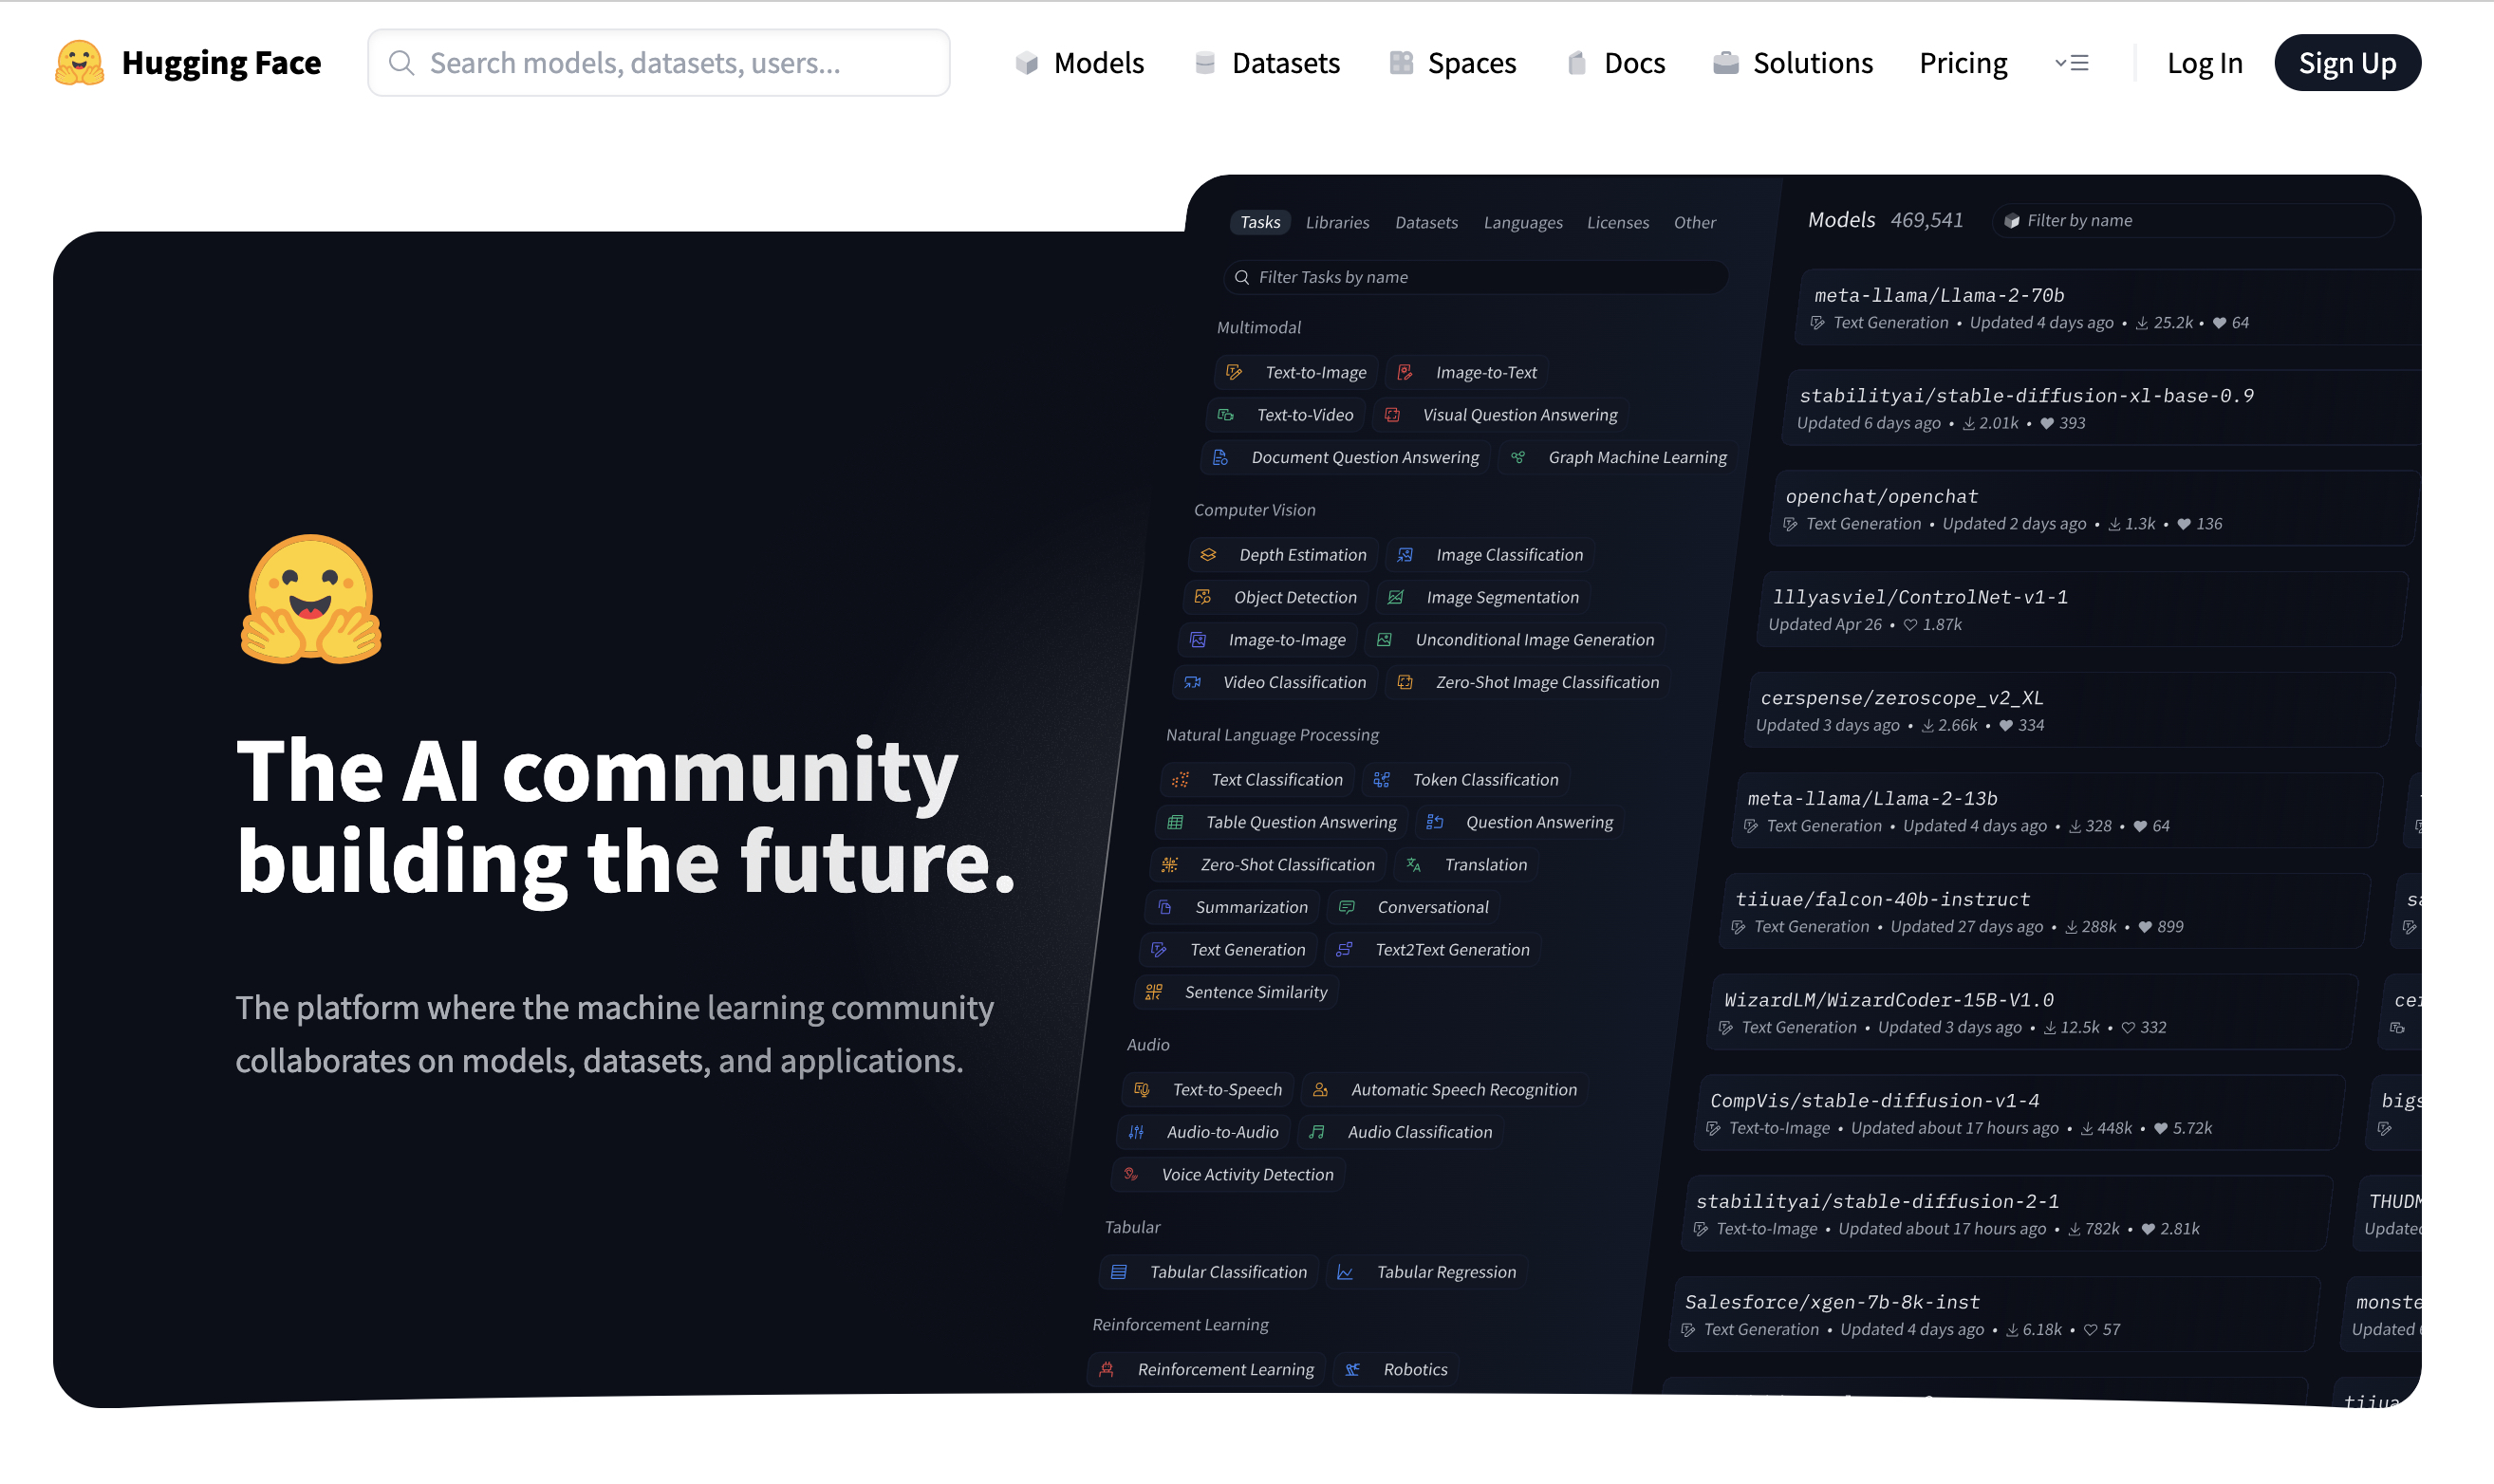 Hugging Face
Search models, datasets, users...
Models
Datasets
Spaces
Docs
Solutions
Pricing
Log In
Sign Up
The AI community
building the future.
The platform where the machine learning community
collaborates on models, datasets, and applications.
Tasks Libraries Datasets Languages Licenses Other
Filter Tasks by name
Multimodal
Text-to-Image Image-to-Text
Text-to-Video Visual Question Answering
Document Question Answering Graph Machine Learning
Computer Vision
Depth Estimation Image Classification
Object Detection Image Segmentation
Image-to-Image Unconditional Image Generation
Video Classification Zero-Shot Image Classification
Natural Language Processing
Text Classification Token Classification
Table Question Answering Question Answering
Zero-Shot Classification Translation
Summarization Conversational
Text Generation Text2Text Generation
Sentence Similarity
Audio
Text-to-Speech Automatic Speech Recognition
Audio-to-Audio Audio Classification
Voice Activity Detection
Tabular
Tabular Classification Tabular Regression
Reinforcement Learning
Reinforcement Learning Robotics
Models 469,541 Filter by name
meta-llama/Llama-2-70b
Text Generation • Updated 4 days ago • 25.2k • 64
stabilityai/stable-diffusion-xl-base-0.9
Updated 6 days ago • 2.01k • 393
openchat/openchat
Text Generation • Updated 2 days ago • 1.3k • 136
lllyasviel/ControlNet-v1-1
Updated Apr 26 • 1.87k
cerspense/zeroscope_v2_XL
Updated 3 days ago • 2.66k • 334
meta-llama/Llama-2-13b
Text Generation • Updated 4 days ago • 328 • 64
tiiuae/falcon-40b-instruct
Text Generation • Updated 27 days ago • 288k • 899
WizardLM/WizardCoder-15B-V1.0
Text Generation • Updated 3 days ago • 12.5k • 332
CompVis/stable-diffusion-v1-4
Text-to-Image • Updated about 17 hours ago • 448k • 5.72k
stabilityai/stable-diffusion-2-1
Text-to-Image • Updated about 17 hours ago • 782k • 2.81k
Salesforce/xgen-7b-8k-inst
Text Generation • Updated 4 days ago • 6.18k • 57